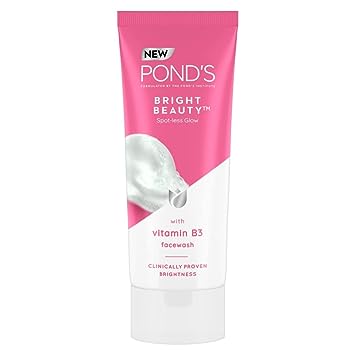 NEW
POND'S
FORMULATED BY THE POND'S INSTITUTE
BRIGHT
BEAUTY™
Spot-less Glow
with
vitamin B3
facewash
CLINICALLY PROVEN
BRIGHTNESS